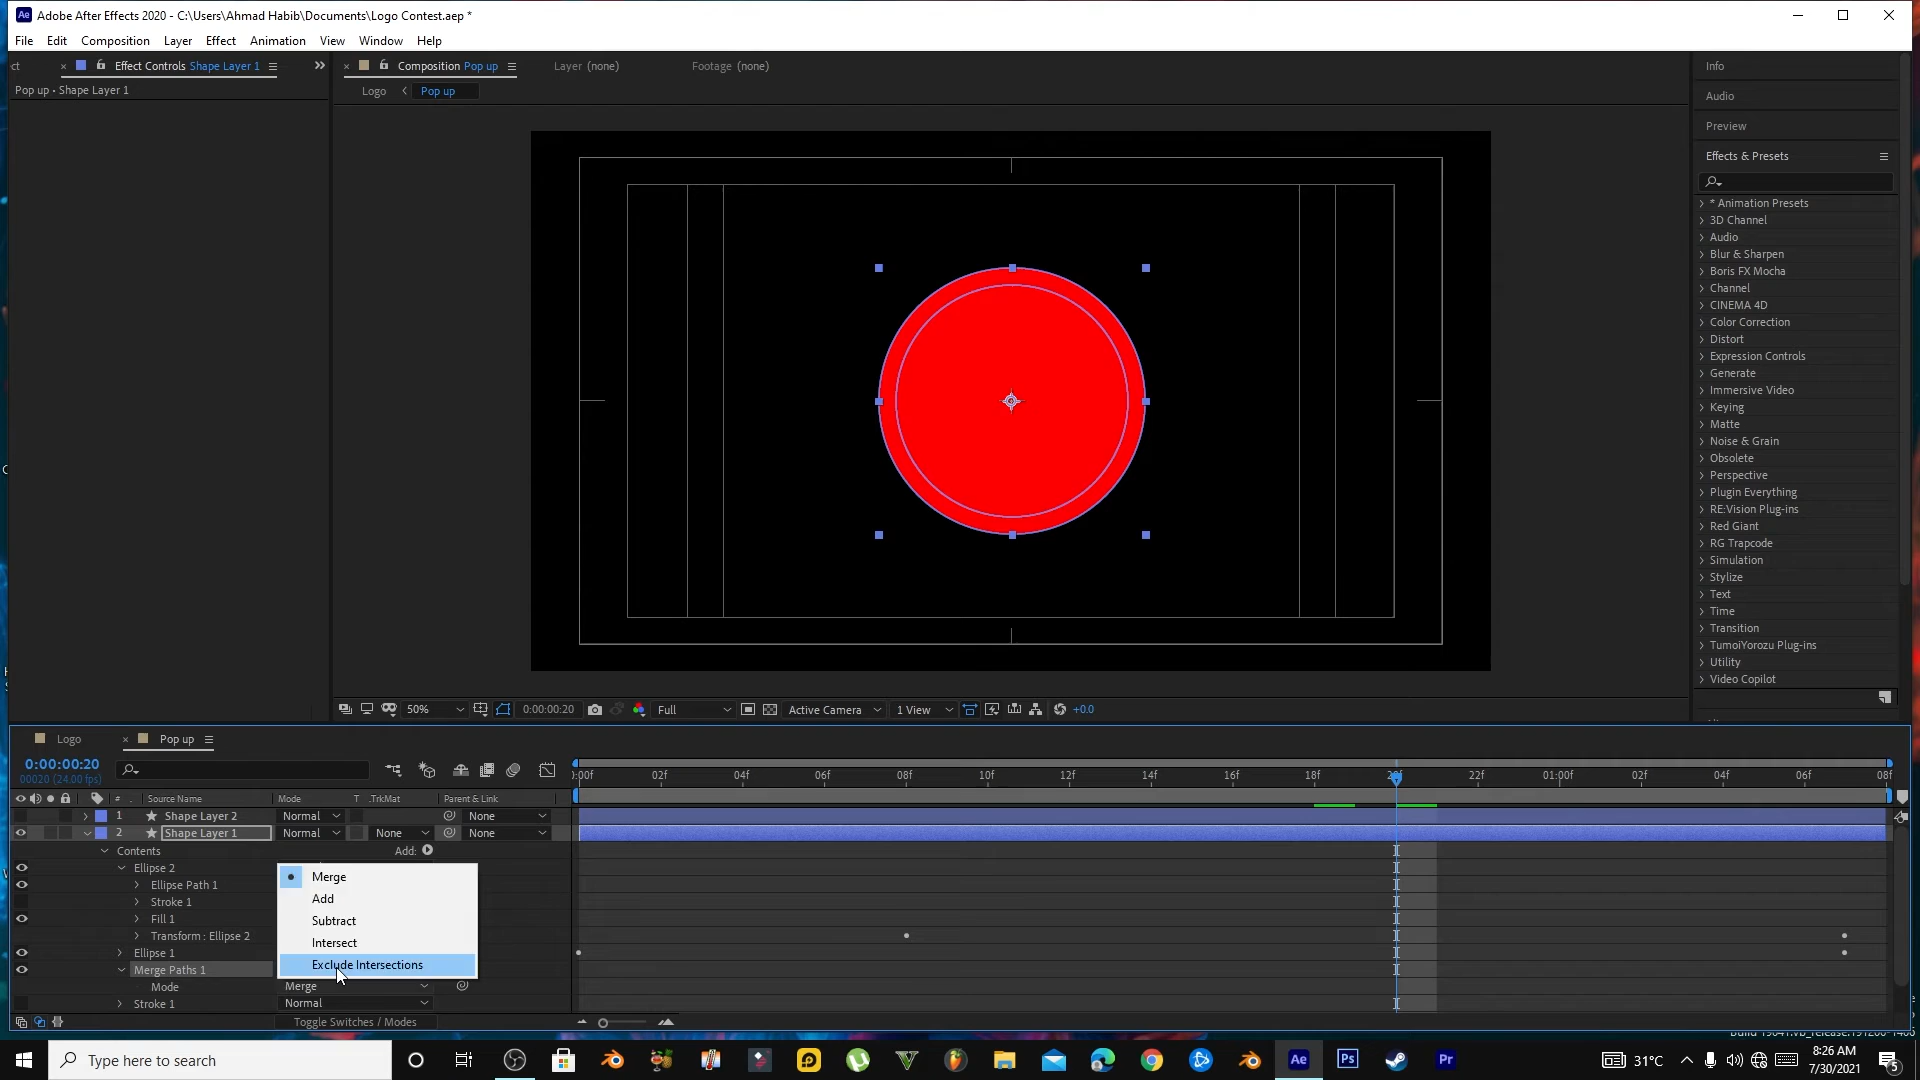 Adobe After Effects 2020 - C:\Users\Ahmad Habib\Documents\Logo Contest.aep *
File Edit Composition Layer Effect Animation View Window Help
ct × Effect Controls Shape Layer 1
Pop up • Shape Layer 1
× Composition Pop up
Layer (none)
Footage (none)
Logo Pop up
Info
Audio
Preview
Effects & Presets
* Animation Presets
3D Channel
Audio
Blur & Sharpen
Boris FX Mocha
Channel
CINEMA 4D
Color Correction
Distort
Expression Controls
Generate
Immersive Video
Keying
Matte
Noise & Grain
Obsolete
Perspective
Plugin Everything
RE:Vision Plug-ins
Red Giant
RG Trapcode
Simulation
Stylize
Text
Time
Transition
TumoiYorozu Plug-ins
Utility
Video Copilot
50% 0:00:00:20 Full Active Camera 1 View +0.0
Logo × Pop up
0:00:00:20
00020 (24.00 fps)
):00f 02f 04f 06f 08f 10f 12f 14f 16f 18f 20f 22f 01:00f 02f 04f 06f 08f
# Source Name Mode T .TrkMat Parent & Link
1 Shape Layer 2 Normal None
2 Shape Layer 1 Normal None None
Contents Add:
Ellipse 2
Ellipse Path 1
Stroke 1
Fill 1
Transform : Ellipse 2
Ellipse 1
Merge Paths 1
Mode Merge
Stroke 1 Normal
Merge
Add
Subtract
Intersect
Exclude Intersections
Toggle Switches / Modes
Type here to search
Ae Ps Pr
31°C
8:26 AM
7/30/2021
5